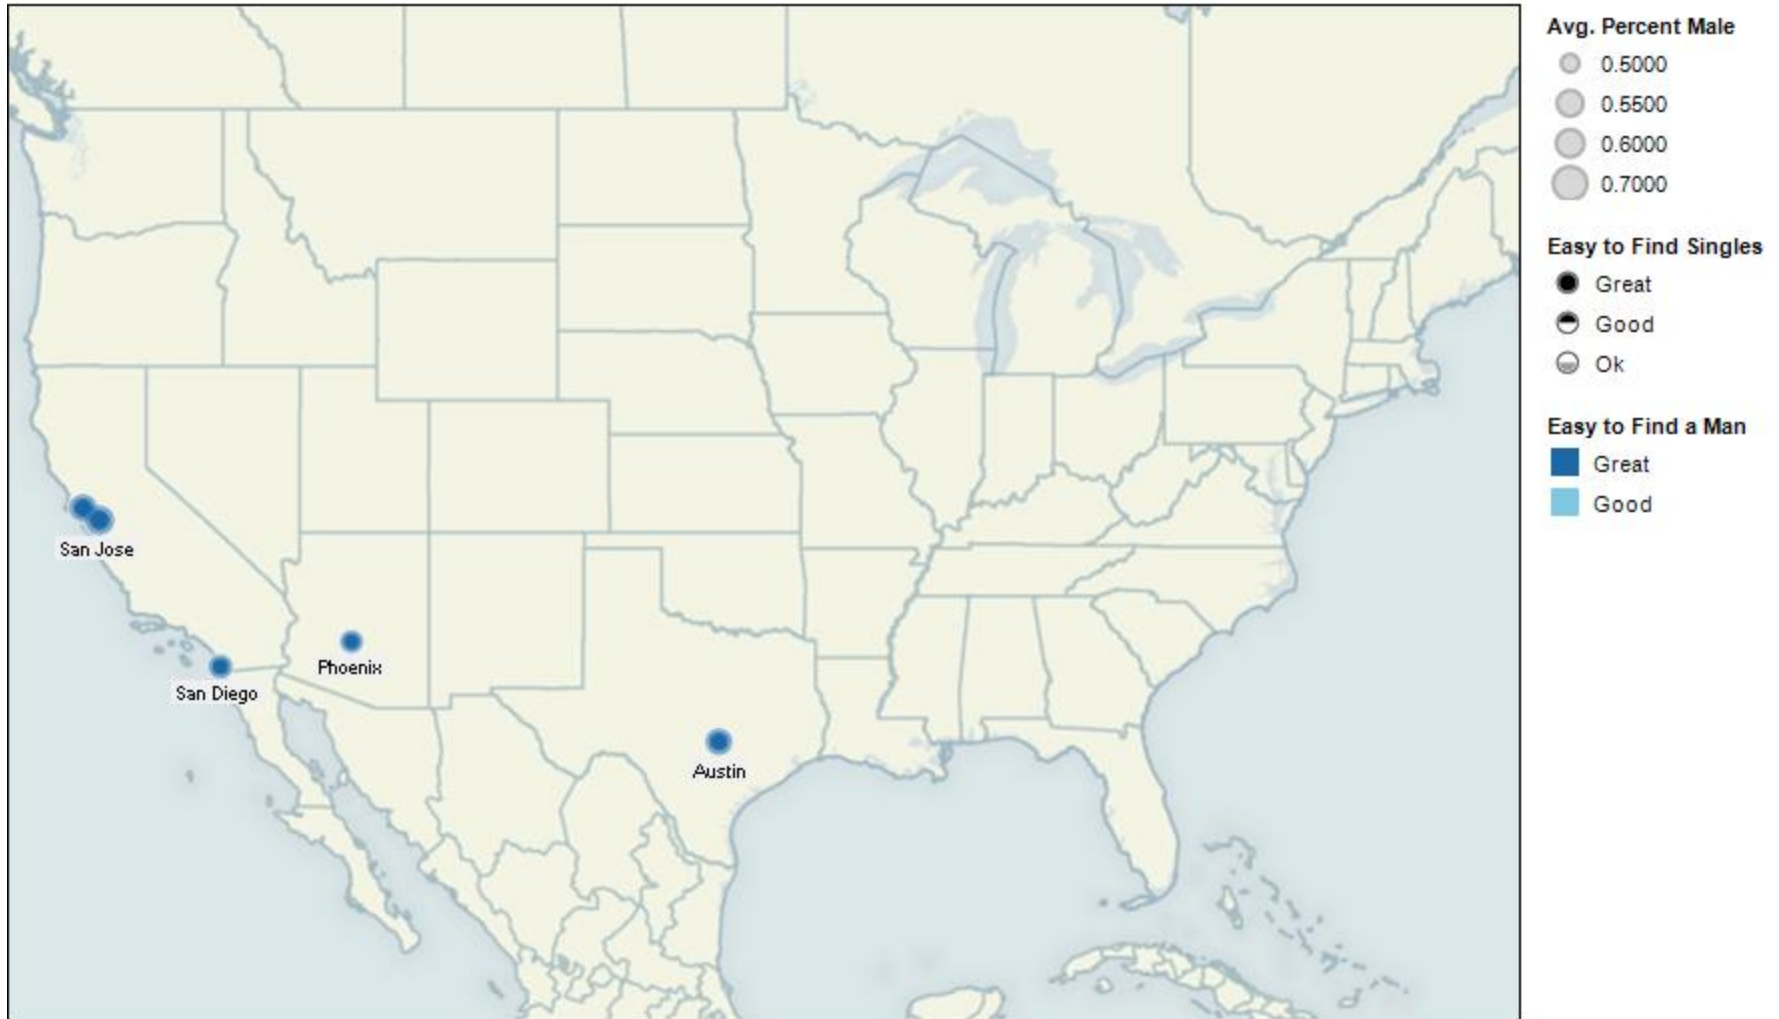 San Jose
Phoenix
San Diego
Austin
Avg. Percent Male
0.5000
0.5500
0.6000
0.7000
Easy to Find Singles
Great
Good
Ok
Easy to Find a Man
Great
Good